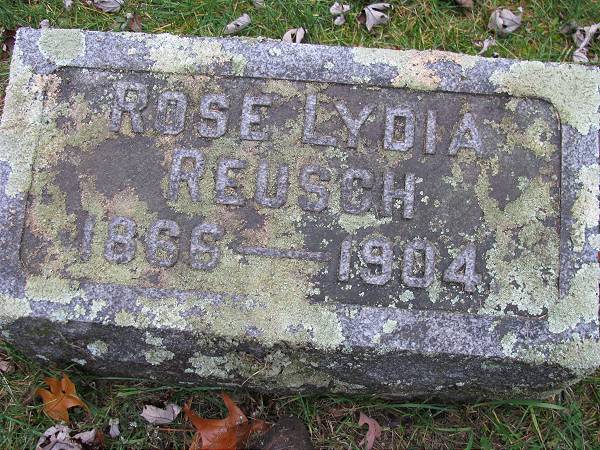 ROSE LYDIA
REUSCH
1866 — 1904